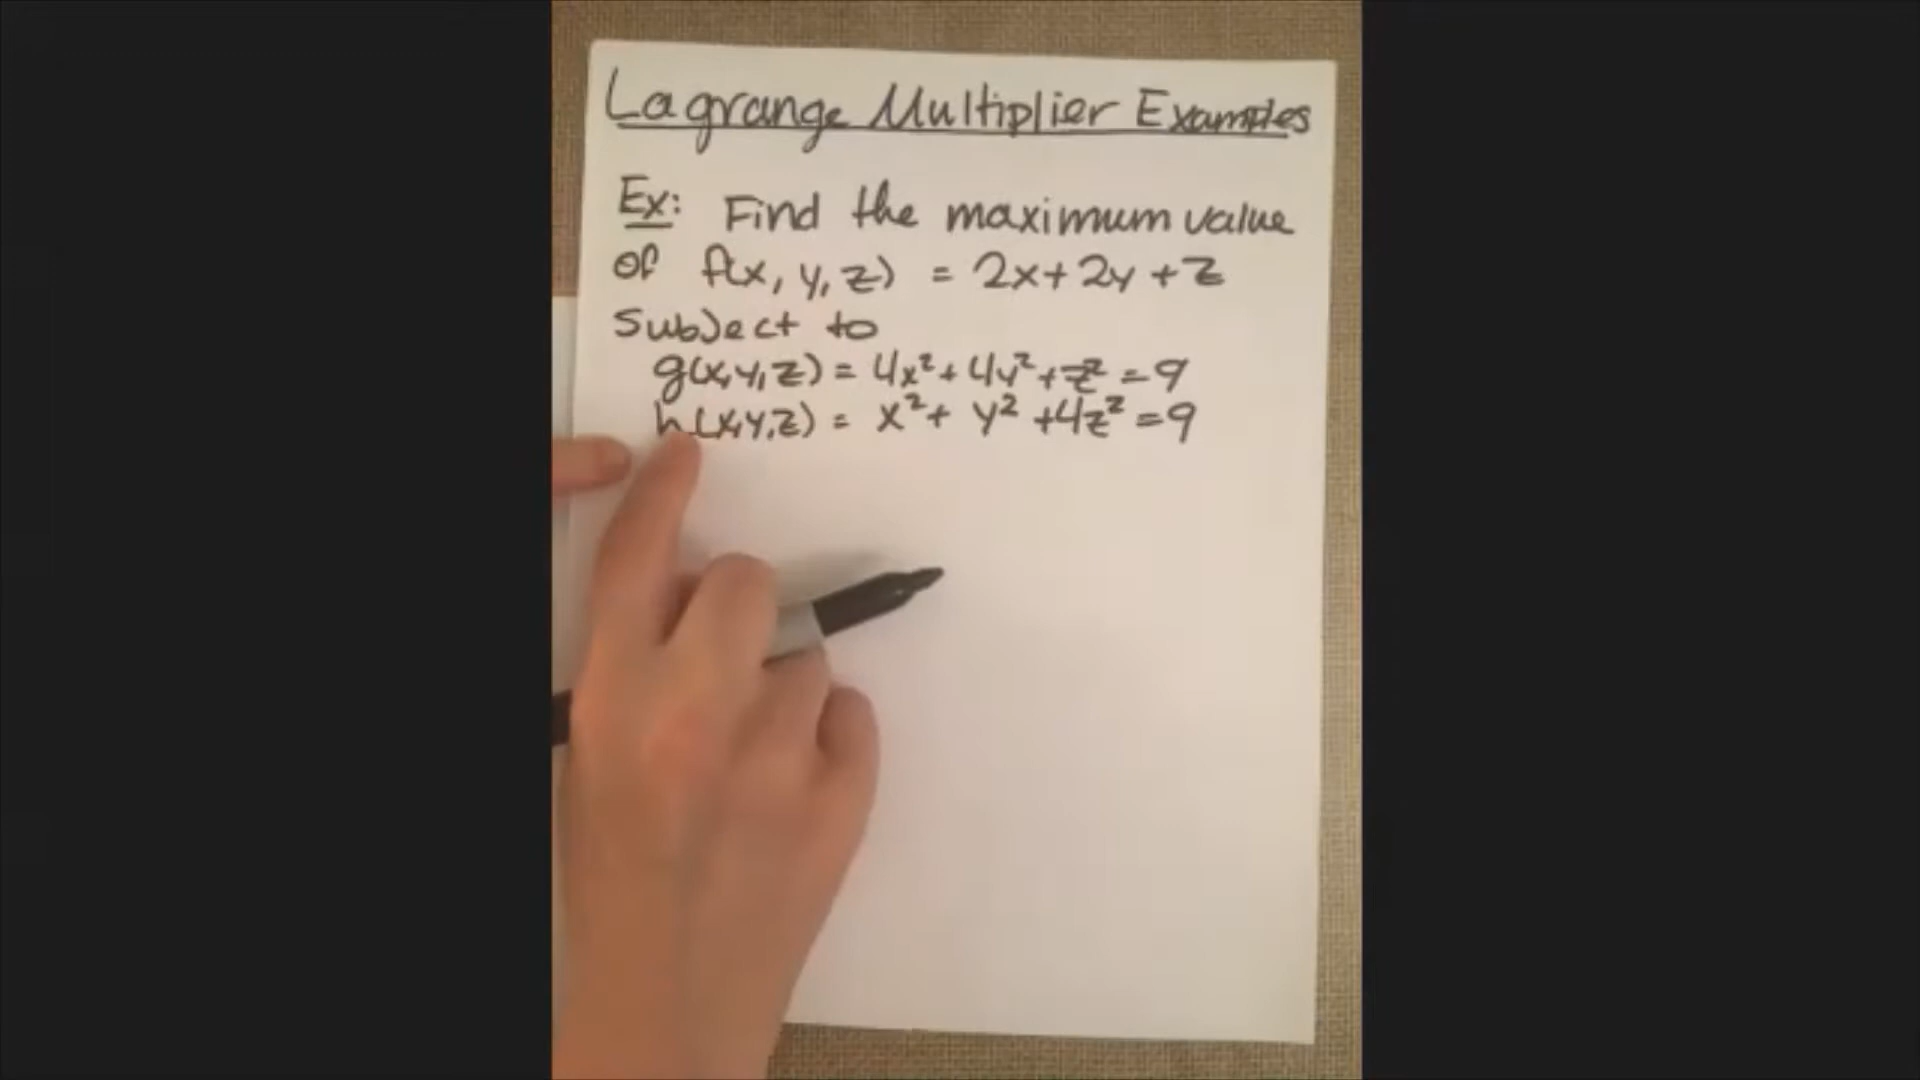 Lagrange Multiplier Examples
Ex: Find the maximum value
of f(x, y, z) = 2x + 2y + z
Subject to
g(x,y,z) = 4x² + 4y² + z² = 9
h(x,y,z) = x² + y² + 4z² = 9